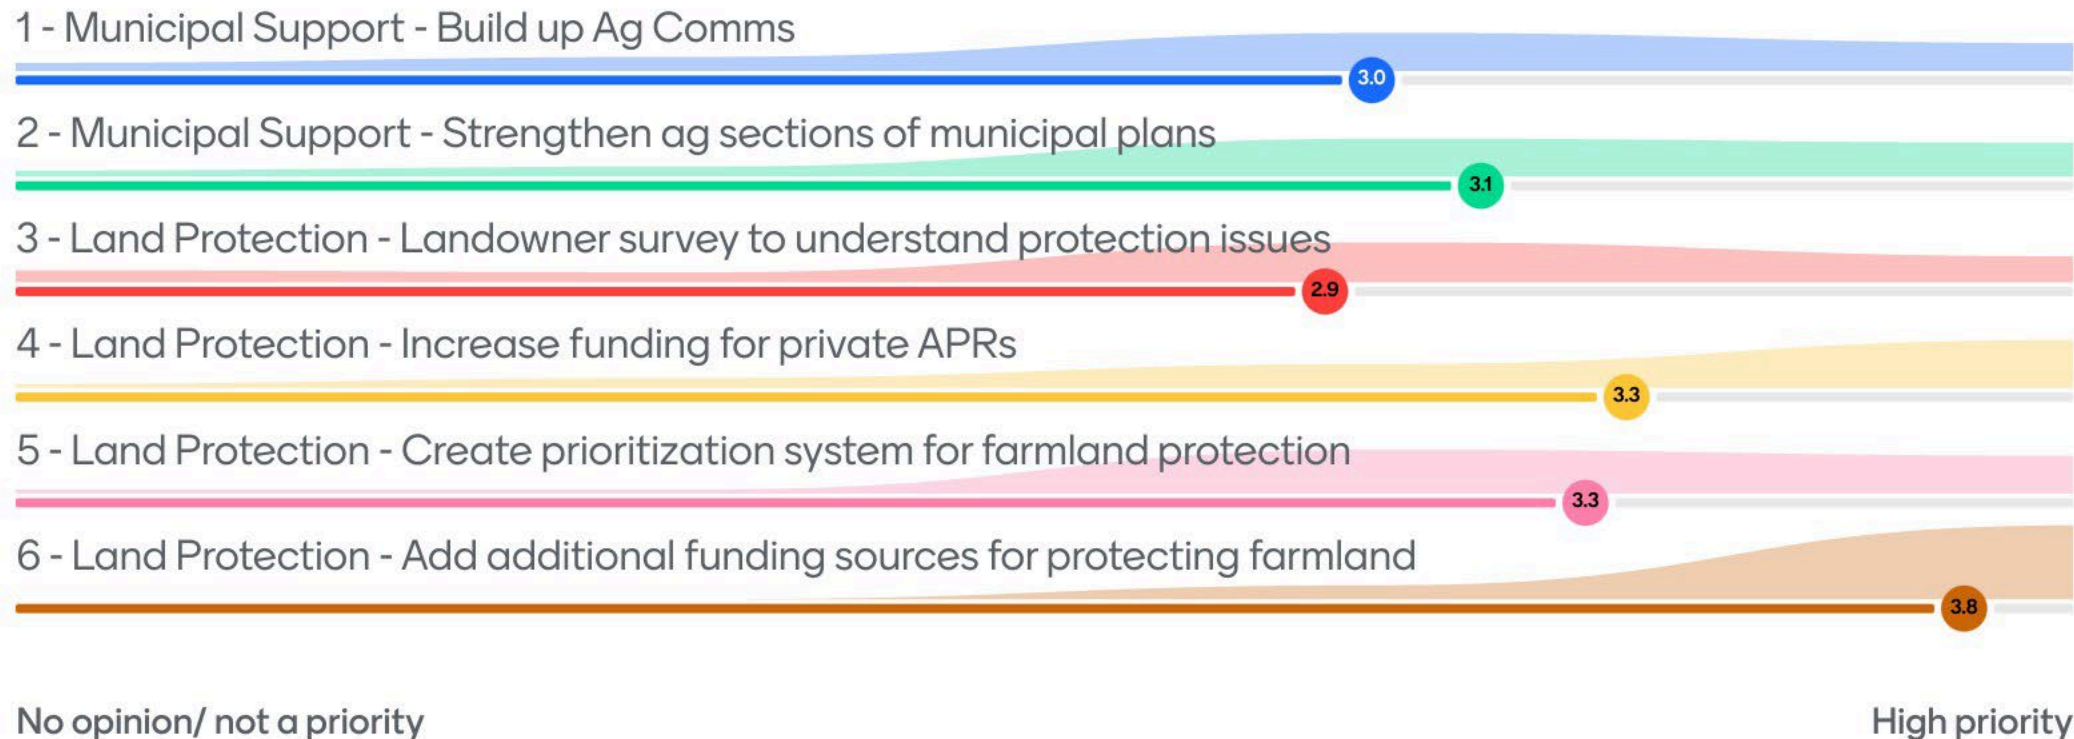 1 - Municipal Support - Build up Ag Comms
3.0
2 - Municipal Support - Strengthen ag sections of municipal plans
3.1
3 - Land Protection - Landowner survey to understand protection issues
2.9
4 - Land Protection - Increase funding for private APRs
3.3
5 - Land Protection - Create prioritization system for farmland protection
3.3
6 - Land Protection - Add additional funding sources for protecting farmland
3.8
No opinion/ not a priority
High priority